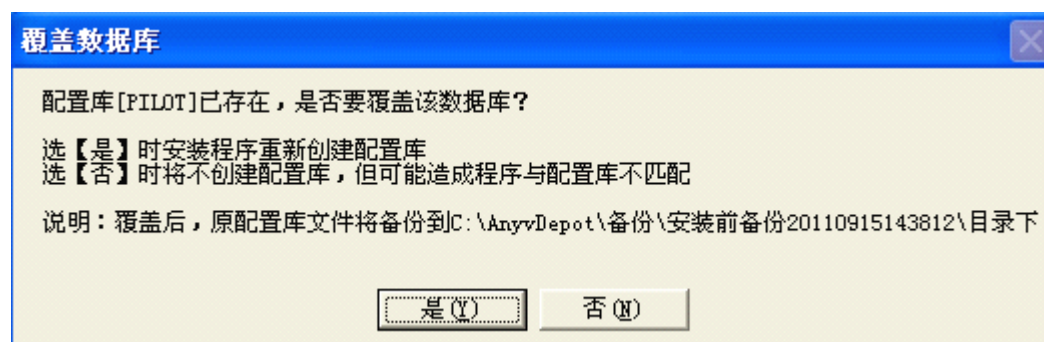 覆盖数据库
配置库[PILOT]已存在，是否要覆盖该数据库?
选【是】时安装程序重新创建配置库
选【否】时将不创建配置库，但可能造成程序与配置库不匹配
说明：覆盖后，原配置库文件将备份到C:\AnyvDepot\备份\安装前备份20110915143812\目录下
是(Y) 否(N)